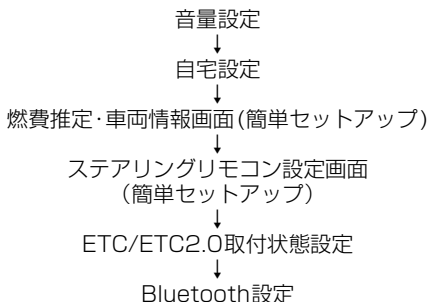 音量設定
↓
自宅設定
↓
燃費推定･車両情報画面(簡単セットアップ)
↓
ステアリングリモコン設定画面
(簡単セットアップ)
↓
ETC/ETC2.0取付状態設定
↓
Bluetooth設定